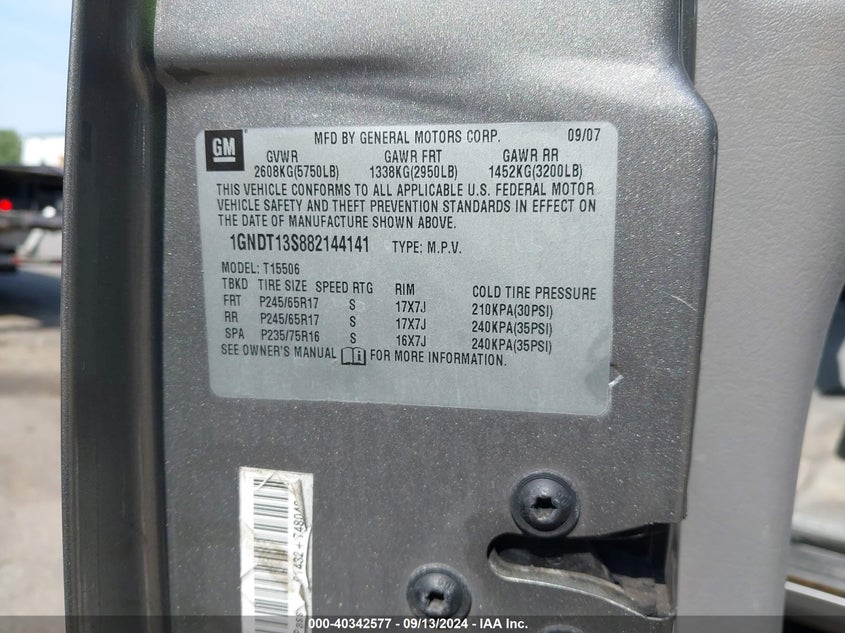 GM
MFD BY GENERAL MOTORS CORP. 09/07
GVWR GAWR FRT GAWR RR
2608KG(5750LB) 1338KG(2950LB) 1452KG(3200LB)
THIS VEHICLE CONFORMS TO ALL APPLICABLE U.S. FEDERAL MOTOR
VEHICLE SAFETY AND THEFT PREVENTION STANDARDS IN EFFECT ON
THE DATE OF MANUFACTURE SHOWN ABOVE.
1GNDT13S882144141 TYPE: M.P.V.
MODEL: T15506
TBKD TIRE SIZE SPEED RTG RIM COLD TIRE PRESSURE
FRT P245/65R17 S 17X7J 210KPA(30PSI)
RR P245/65R17 S 17X7J 240KPA(35PSI)
SPA P235/75R16 S 16X7J 240KPA(35PSI)
SEE OWNER'S MANUAL FOR MORE INFORMATION.
000-40342577 - 09/13/2024 - IAA Inc.